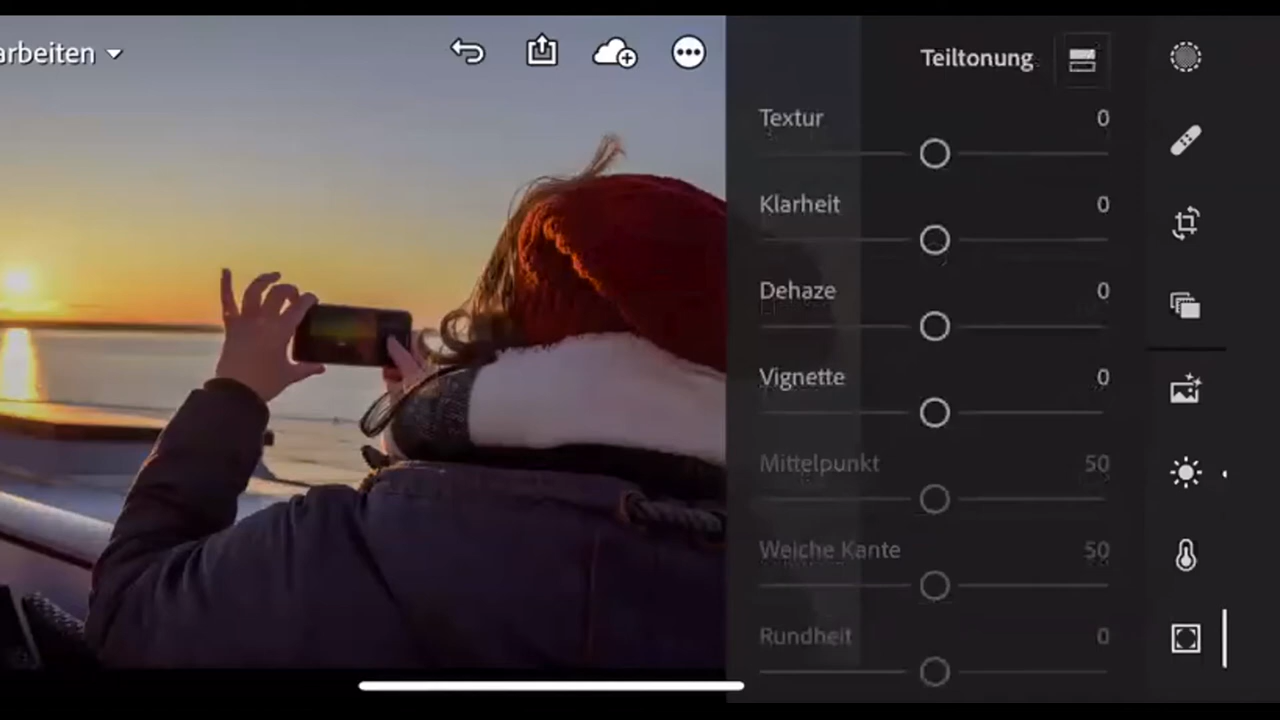 arbeiten
Teiltonung
Textur 0
Klarheit 0
Dehaze 0
Vignette 0
Mittelpunkt 50
Weiche Kante 50
Rundheit 0